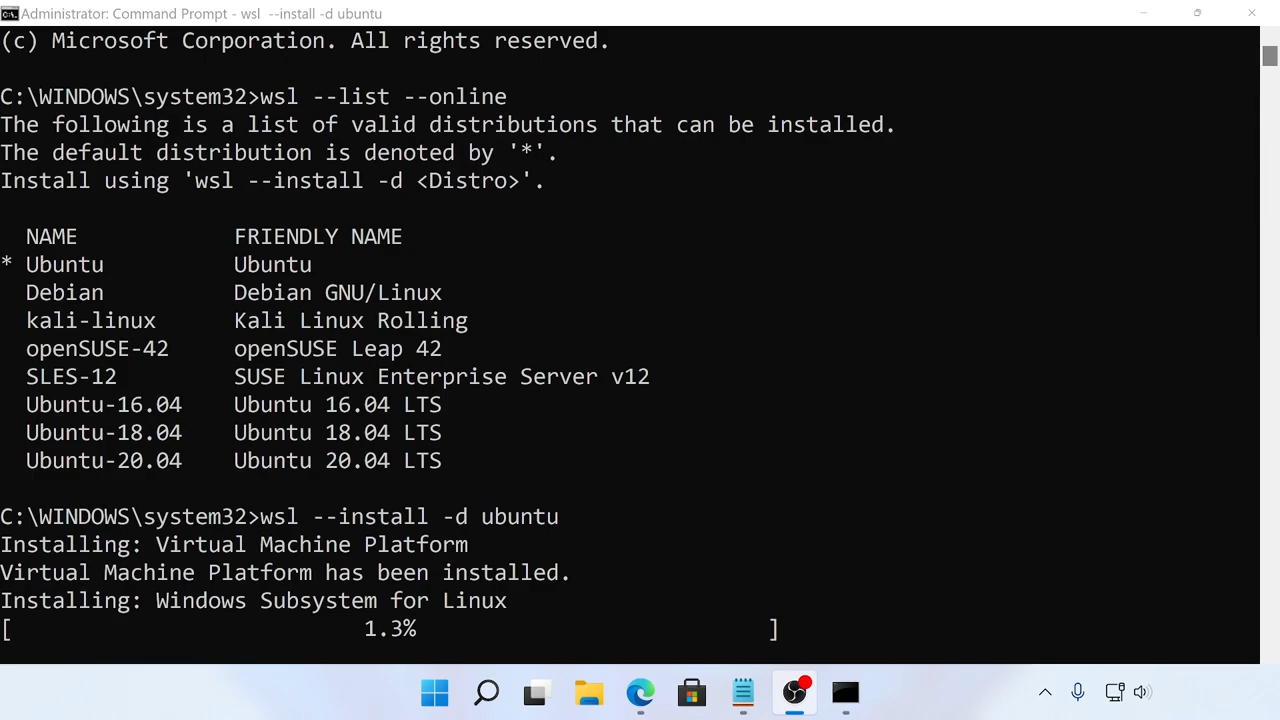 Administrator: Command Prompt - wsl  --install -d ubuntu
(c) Microsoft Corporation. All rights reserved.
C:\WINDOWS\system32>wsl --list --online
The following is a list of valid distributions that can be installed.
The default distribution is denoted by '*'.
Install using 'wsl --install -d <Distro>'.
  NAME            FRIENDLY NAME
* Ubuntu          Ubuntu
  Debian          Debian GNU/Linux
  kali-linux      Kali Linux Rolling
  openSUSE-42     openSUSE Leap 42
  SLES-12         SUSE Linux Enterprise Server v12
  Ubuntu-16.04    Ubuntu 16.04 LTS
  Ubuntu-18.04    Ubuntu 18.04 LTS
  Ubuntu-20.04    Ubuntu 20.04 LTS
C:\WINDOWS\system32>wsl --install -d ubuntu
Installing: Virtual Machine Platform
Virtual Machine Platform has been installed.
Installing: Windows Subsystem for Linux
[                           1.3%                           ]